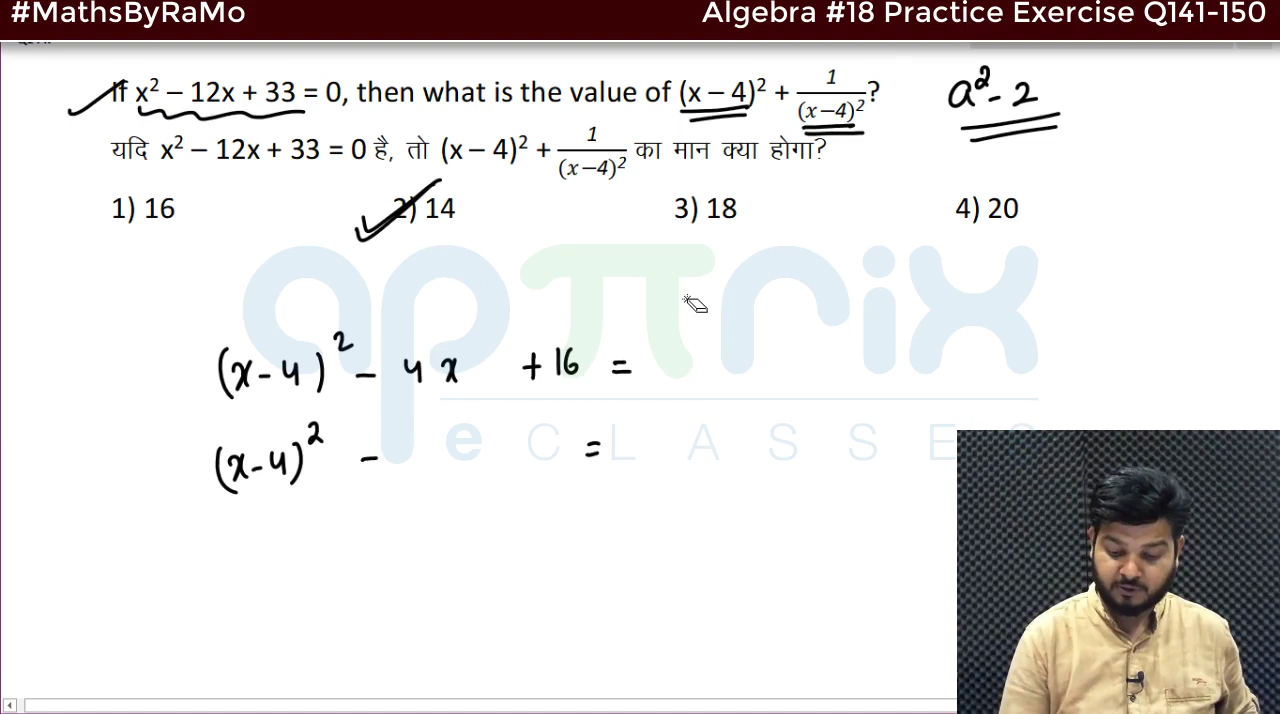 #MathsByRaMo
Algebra #18 Practice Exercise Q141-150
If x² – 12x + 33 = 0, then what is the value of (x – 4)² + 1/(x–4)²?
a² - 2
यदि x² – 12x + 33 = 0 है, तो (x – 4)² + 1/(x–4)² का मान क्या होगा?
1) 16 2) 14 3) 18 4) 20
apπrix
e CLASSES
(x-4)² - 4x +16 =
(x-4)² - =